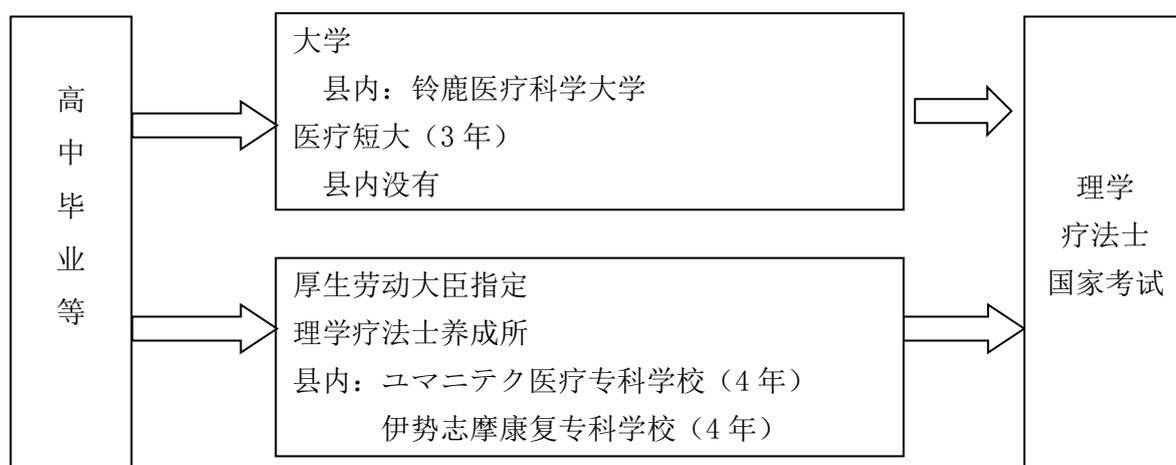 高中毕业等
大学
县内：铃鹿医疗科学大学
医疗短大（3年）
县内没有
厚生劳动大臣指定
理学疗法士养成所
县内：ユマニテク医疗专科学校（4年）
伊势志摩康复专科学校（4年）
理学
疗法士
国家考试